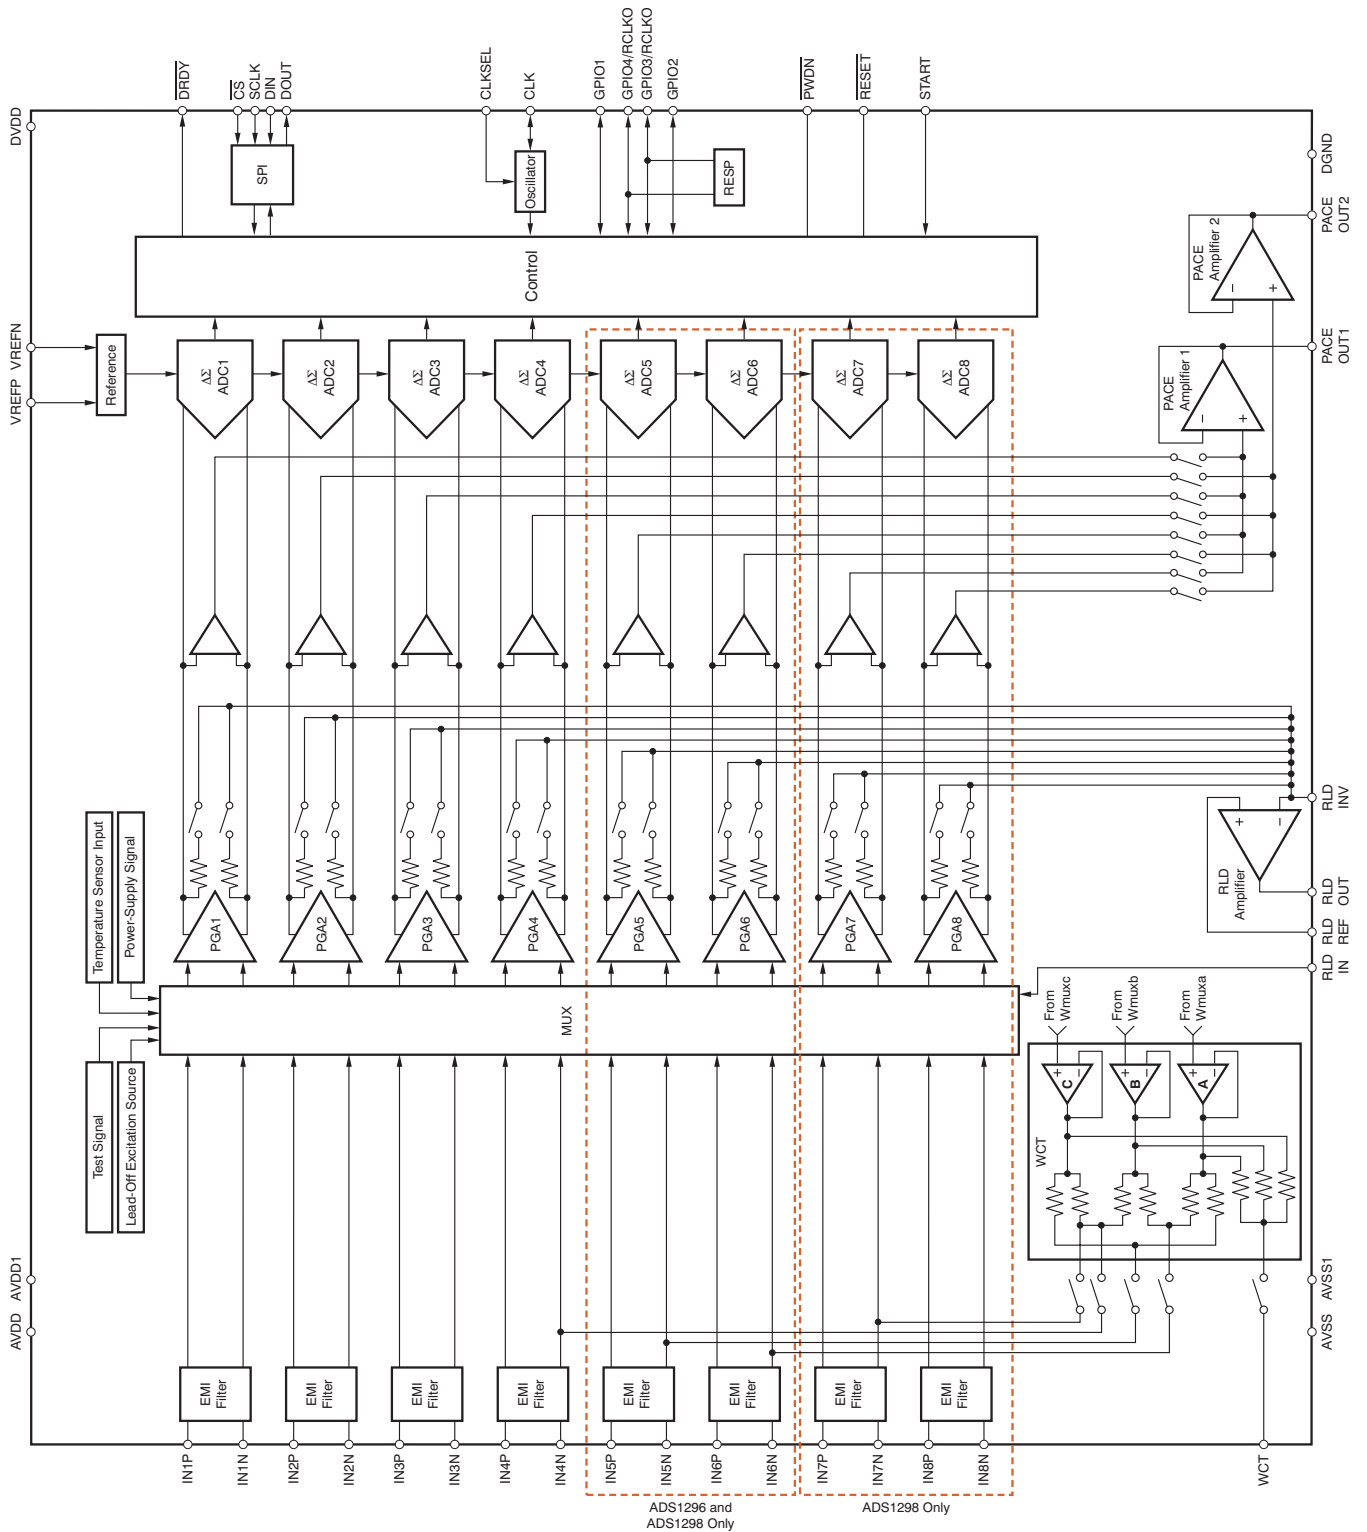 DRDY
CS
SCLK
DIN
DOUT
CLKSEL
CLK
GPIO1
GPIO4/RCLKO
GPIO3/RCLKO
GPIO2
PWDN
RESET
START
DVDD
SPI
Oscillator
RESP
DGND
Control
PACE
OUT2
PACE
Amplifier 2
−
+
VREFP
VREFN
Reference
ΔΣ
ADC1
ΔΣ
ADC2
ΔΣ
ADC3
ΔΣ
ADC4
ΔΣ
ADC5
ΔΣ
ADC6
ΔΣ
ADC7
ΔΣ
ADC8
PACE
Amplifier 1
−
+
PACE
OUT1
Temperature Sensor Input
Power-Supply Signal
PGA1
PGA2
PGA3
PGA4
PGA5
PGA6
PGA7
PGA8
RLD
Amplifier
+
−
RLD
INV
RLD
OUT
RLD
REF
RLD
IN
MUX
Test Signal
Lead-Off Excitation Source
From
Wmuxc
From
Wmuxb
From
Wmuxa
+
−
C
+
−
B
+
−
A
WCT
AVDD1
AVDD
AVSS1
AVSS
EMI
Filter
EMI
Filter
EMI
Filter
EMI
Filter
EMI
Filter
EMI
Filter
EMI
Filter
EMI
Filter
IN1P
IN1N
IN2P
IN2N
IN3P
IN3N
IN4P
IN4N
IN5P
IN5N
IN6P
IN6N
IN7P
IN7N
IN8P
IN8N
WCT
ADS1296 and
ADS1298 Only
ADS1298 Only